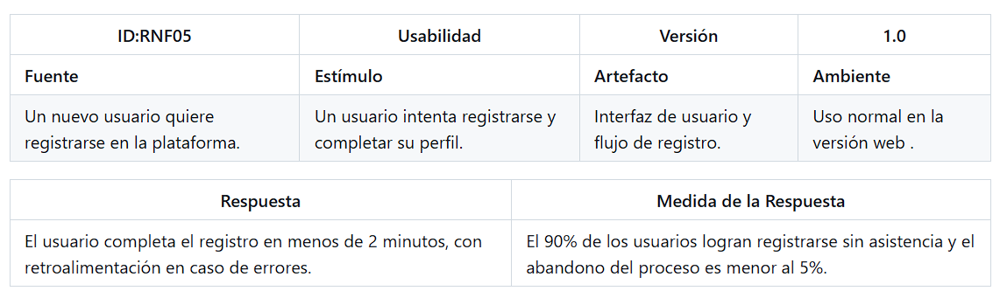 ID:RNF05 Usabilidad Versión 1.0
Fuente Estímulo Artefacto Ambiente
Un nuevo usuario quiere Un usuario intenta registrarse y Interfaz de usuario y Uso normal en la
registrarse en la plataforma. completar su perfil. flujo de registro. versión web .
Respuesta Medida de la Respuesta
El usuario completa el registro en menos de 2 minutos, con El 90% de los usuarios logran registrarse sin asistencia y el
retroalimentación en caso de errores. abandono del proceso es menor al 5%.